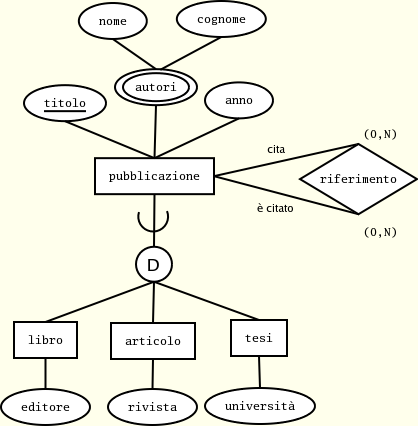 nome
cognome
autori
titolo
anno
(0,N)
cita
pubblicazione
riferimento
è citato
(0,N)
D
libro
articolo
tesi
editore
rivista
università